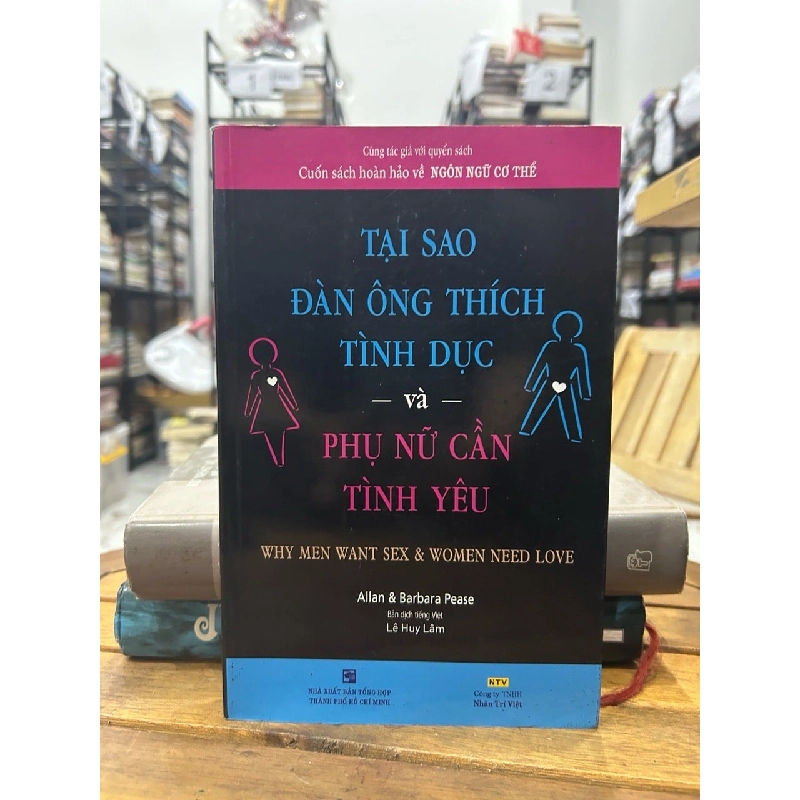 1
2
Cùng tác giả với quyển sách
Cuốn sách hoàn hảo về NGÔN NGỮ CƠ THỂ
TẠI SAO
ĐÀN ÔNG THÍCH
TÌNH DỤC
— và —
PHỤ NỮ CẦN
TÌNH YÊU
WHY MEN WANT SEX & WOMEN NEED LOVE
Allan & Barbara Pease
Bản dịch tiếng Việt
Lê Huy Lâm
NHÀ XUẤT BẢN TỔNG HỢP
THÀNH PHỐ HỒ CHÍ MINH
NTV
Công ty TNHH
Nhân Trí Việt